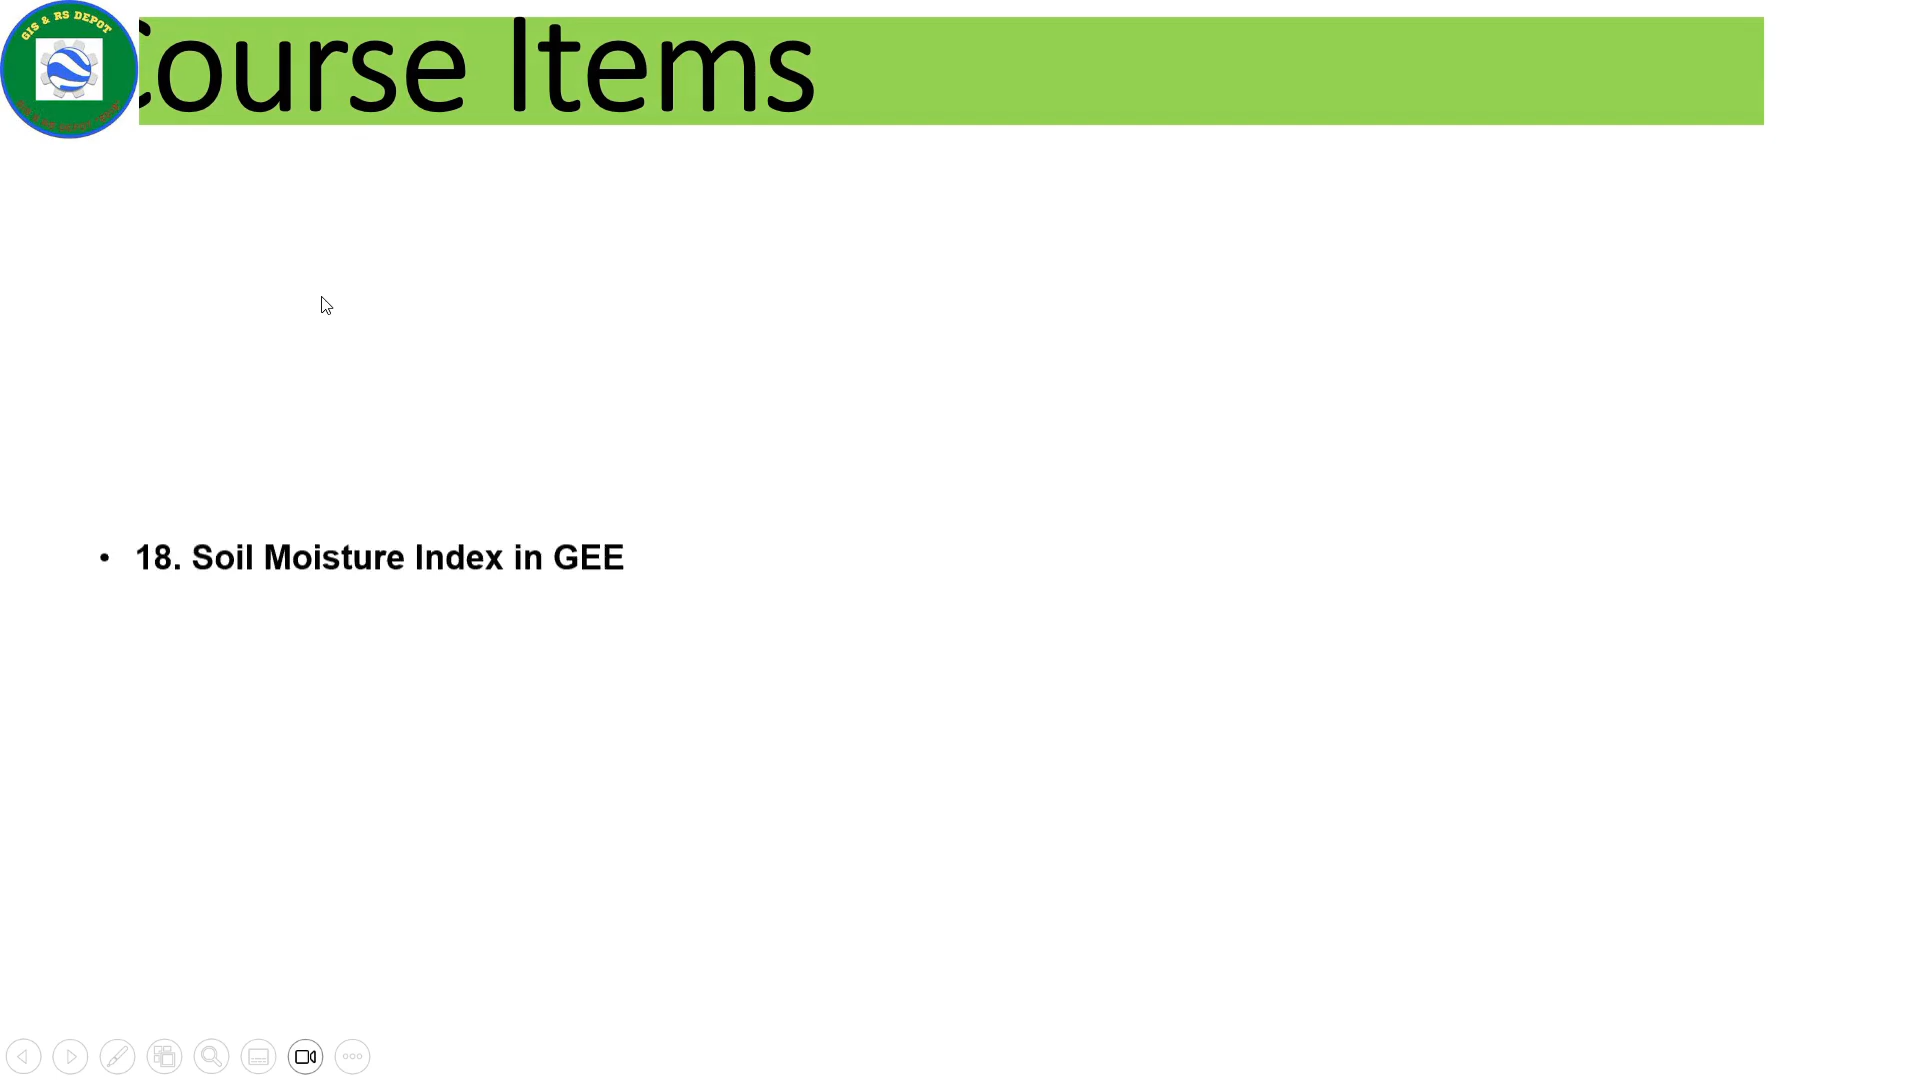 GIS & RS DEPOT
Course Items
• 18. Soil Moisture Index in GEE